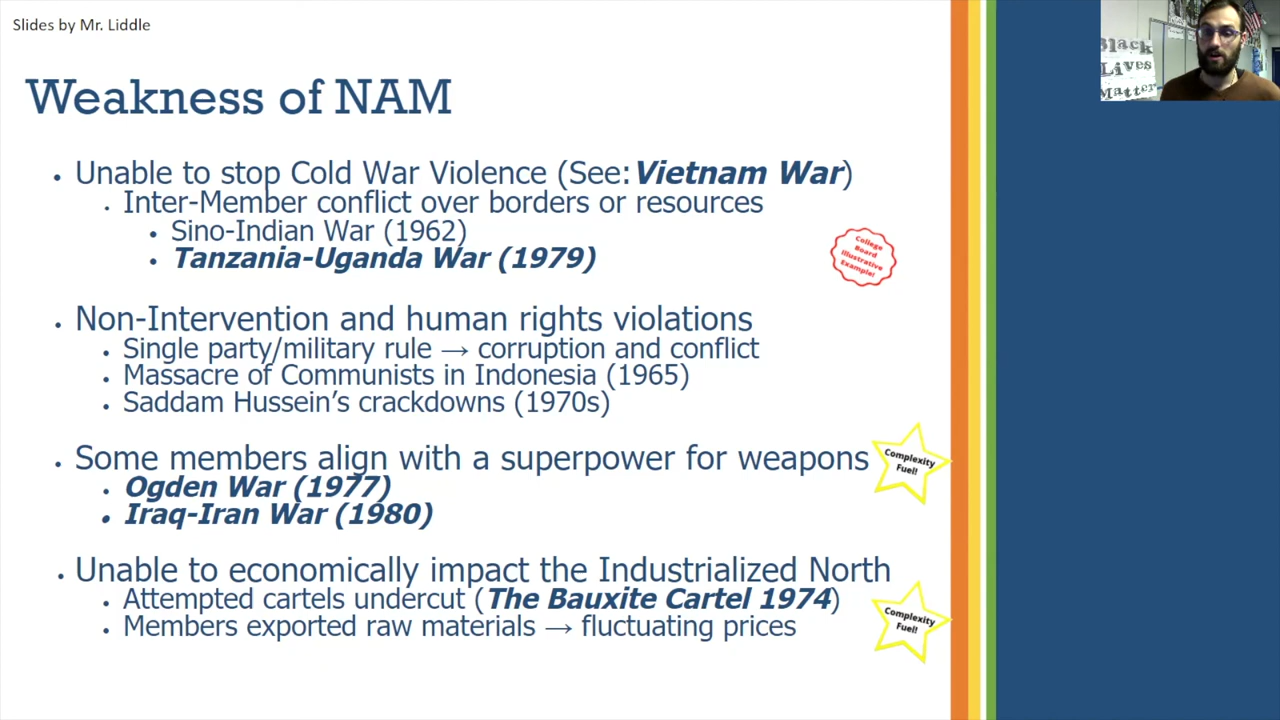 Slides by Mr. Liddle
Black
Lives
Matter
Weakness of NAM
• Unable to stop Cold War Violence (See:Vietnam War)
• Inter-Member conflict over borders or resources
• Sino-Indian War (1962)
• Tanzania-Uganda War (1979)
College
Board
Illustrative
Example!
• Non-Intervention and human rights violations
• Single party/military rule → corruption and conflict
• Massacre of Communists in Indonesia (1965)
• Saddam Hussein’s crackdowns (1970s)
• Some members align with a superpower for weapons
Complexity
Fuel!
• Ogden War (1977)
• Iraq-Iran War (1980)
• Unable to economically impact the Industrialized North
• Attempted cartels undercut (The Bauxite Cartel 1974)
• Members exported raw materials → fluctuating prices
Complexity
Fuel!